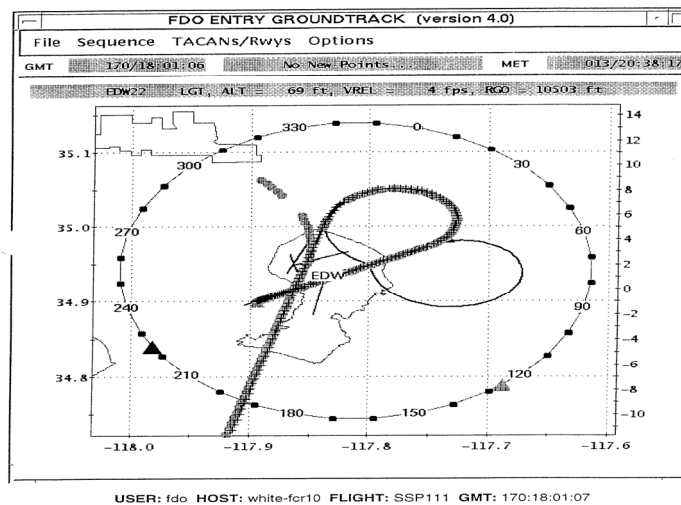 FDO ENTRY GROUNDTRACK (version 4.0)
File Sequence TACANs/Rwys Options
GMT 170/18:01:06 No New Points....... MET 013/20:38:17
EDW22 LGT, ALT = 69 ft, VREL = 4 fps, RGO = 10503 ft
330 0 14
35.1 12
300 30 10
8
35.0 270 60 6
4
EDW 2
34.9 240 90 0
-2
-4
34.8 210 120 -6
180 150 -8
-10
-118.0 -117.9 -117.8 -117.7 -117.6
USER: fdo HOST: white-fcr10 FLIGHT: SSP111 GMT: 170:18:01:07